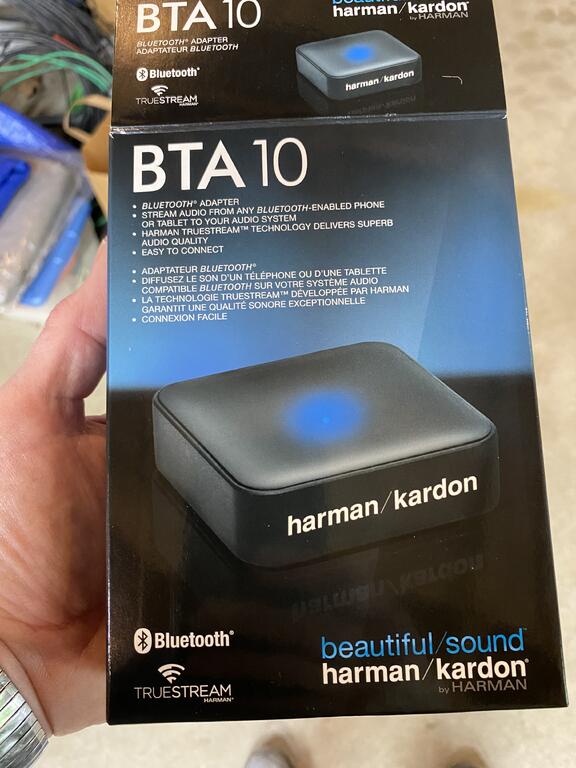 BTA 10
BLUETOOTH® ADAPTER
ADAPTATEUR BLUETOOTH
Bluetooth®
TRUESTREAM
HARMAN
harman/kardon
by HARMAN
harman/kardon
BTA 10
• BLUETOOTH® ADAPTER
• STREAM AUDIO FROM ANY BLUETOOTH-ENABLED PHONE
OR TABLET TO YOUR AUDIO SYSTEM
• HARMAN TRUESTREAM™ TECHNOLOGY DELIVERS SUPERB
AUDIO QUALITY
• EASY TO CONNECT
• ADAPTATEUR BLUETOOTH®
• DIFFUSEZ LE SON D'UN TÉLÉPHONE OU D'UNE TABLETTE
COMPATIBLE BLUETOOTH SUR VOTRE SYSTÈME AUDIO
• LA TECHNOLOGIE TRUESTREAM™ DÉVELOPPÉE PAR HARMAN
GARANTIT UNE QUALITÉ SONORE EXCEPTIONNELLE
• CONNEXION FACILE
harman/kardon
Bluetooth®
TRUESTREAM
HARMAN®
beautiful/sound™
harman/kardon®
by HARMAN